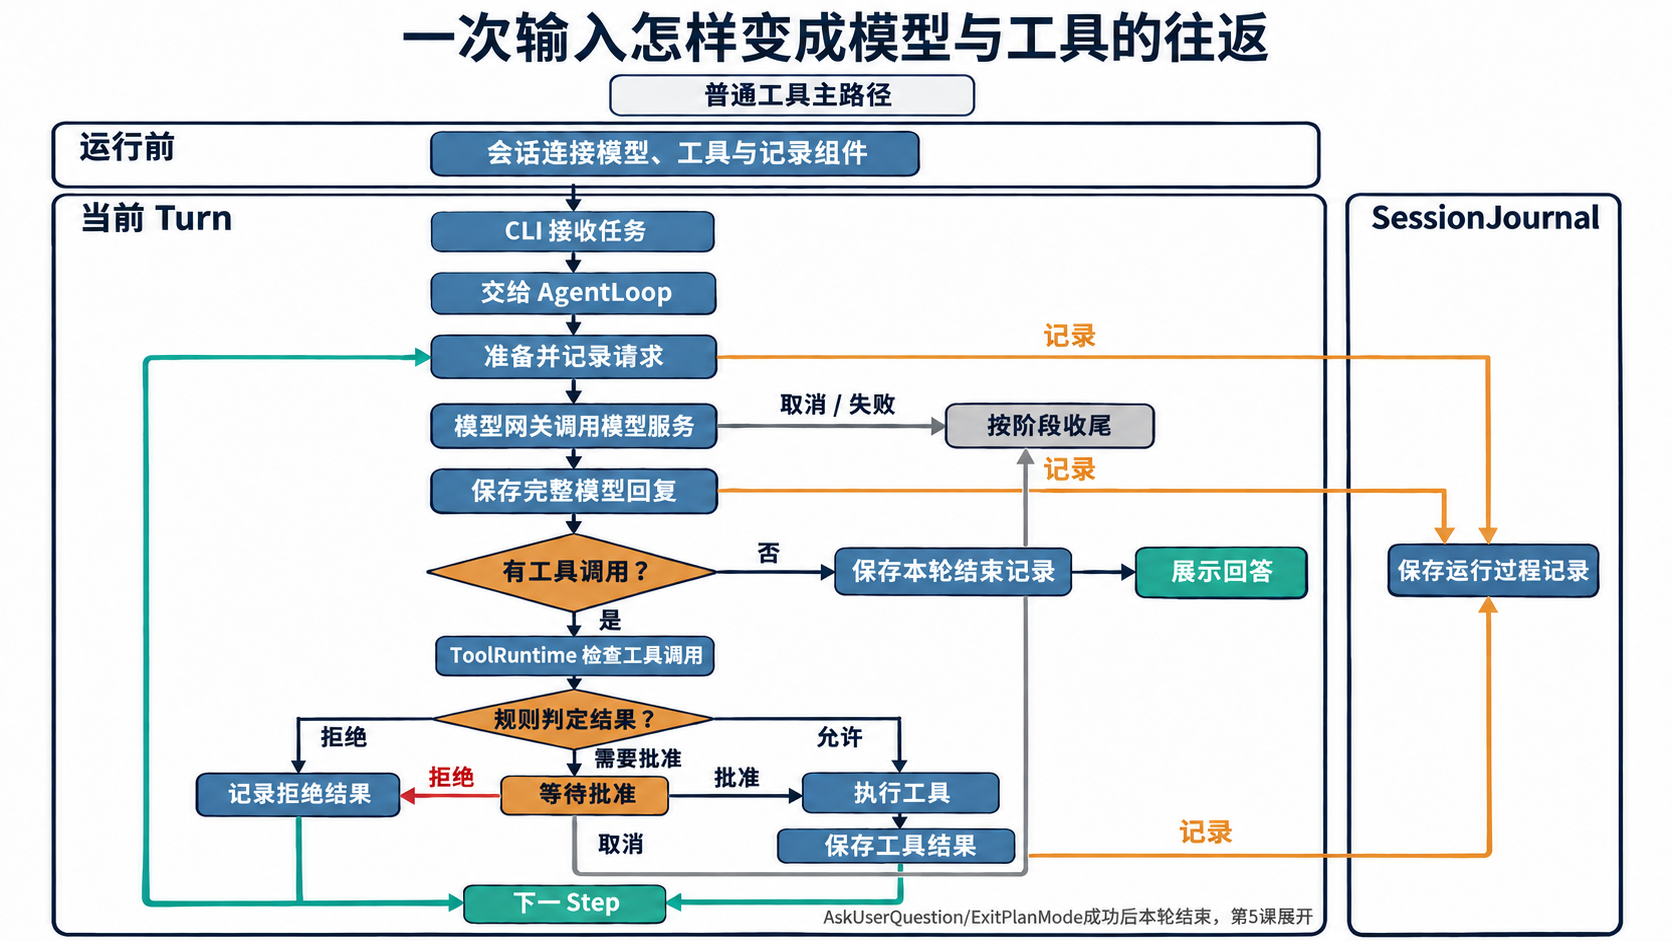 一次输入怎样变成模型与工具的往返
普通工具主路径
运行前
会话连接模型、工具与记录组件
当前 Turn
SessionJournal
CLI 接收任务
交给 AgentLoop
准备并记录请求
记录
模型网关调用模型服务
取消 / 失败
按阶段收尾
保存完整模型回复
记录
有工具调用？
否
保存本轮结束记录
展示回答
保存运行过程记录
是
ToolRuntime 检查工具调用
规则判定结果？
拒绝
需要批准
允许
记录拒绝结果
拒绝
等待批准
批准
执行工具
取消
保存工具结果
记录
下一 Step
AskUserQuestion/ExitPlanMode成功后本轮结束，第5课展开